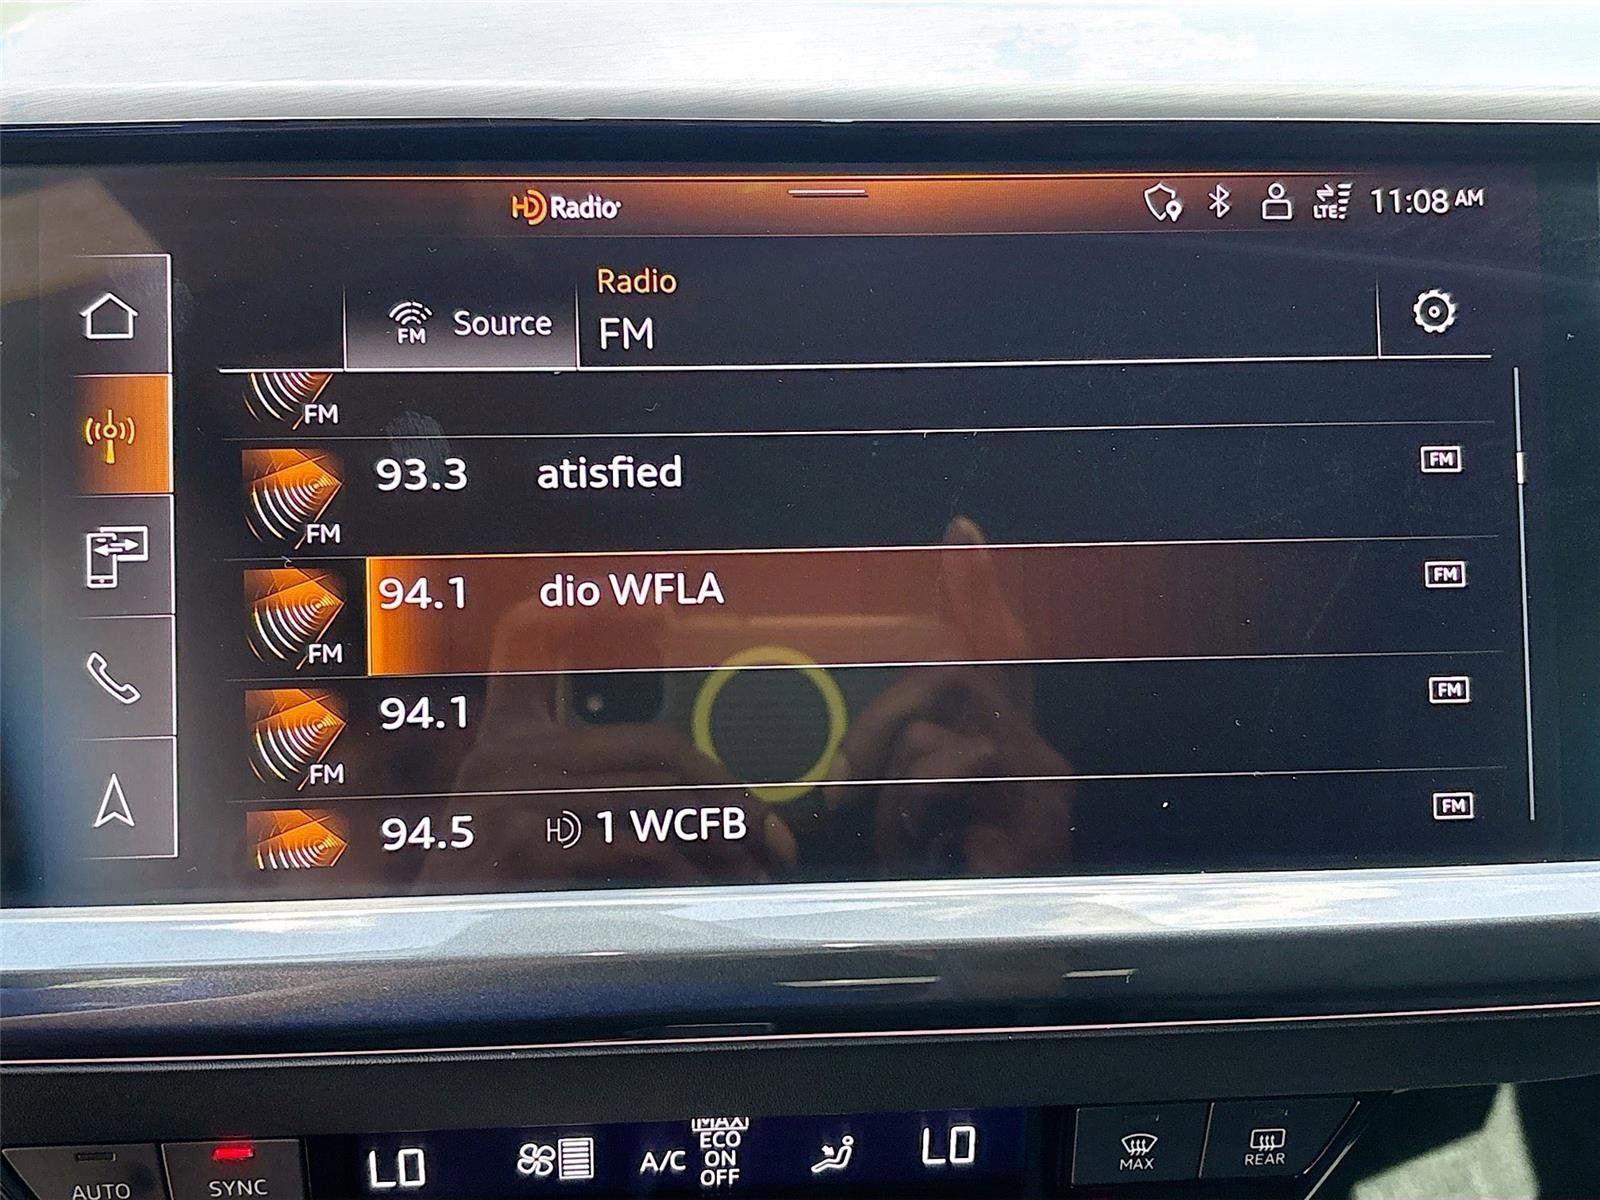 HD Radio
LTE 11:08 AM
Radio
FM Source FM
FM
93.3 atisfied FM
FM
94.1 dio WFLA FM
FM
94.1 FM
FM
94.5 HD 1 WCFB FM
AUTO SYNC LO A/C MAX ECO ON OFF LO MAX REAR